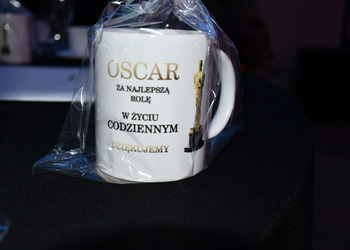 OSCAR
ZA NAJLEPSZĄ
ROLĘ
W ŻYCIU
CODZIENNYM
DZIĘKUJEMY